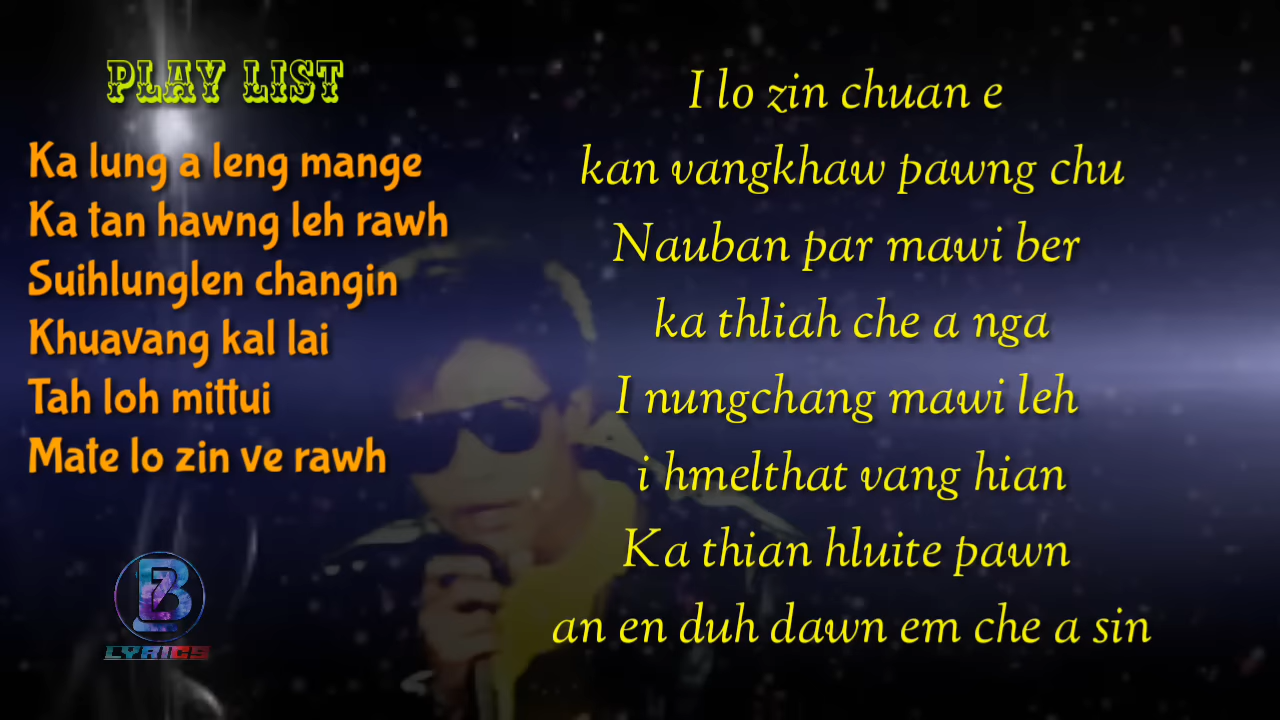 PLAY LIST
Ka lung a leng mange
Ka tan hawng leh rawh
Suihlunglen changin
Khuavang kal lai
Tah loh mittui
Mate lo zin ve rawh
I lo zin chuan e
kan vangkhaw pawng chu
Nauban par mawi ber
ka thliah che a nga
I nungchang mawi leh
i hmelthat vang hian
Ka thian hluite pawn
an en duh dawn em che a sin
BZ
LYRICS